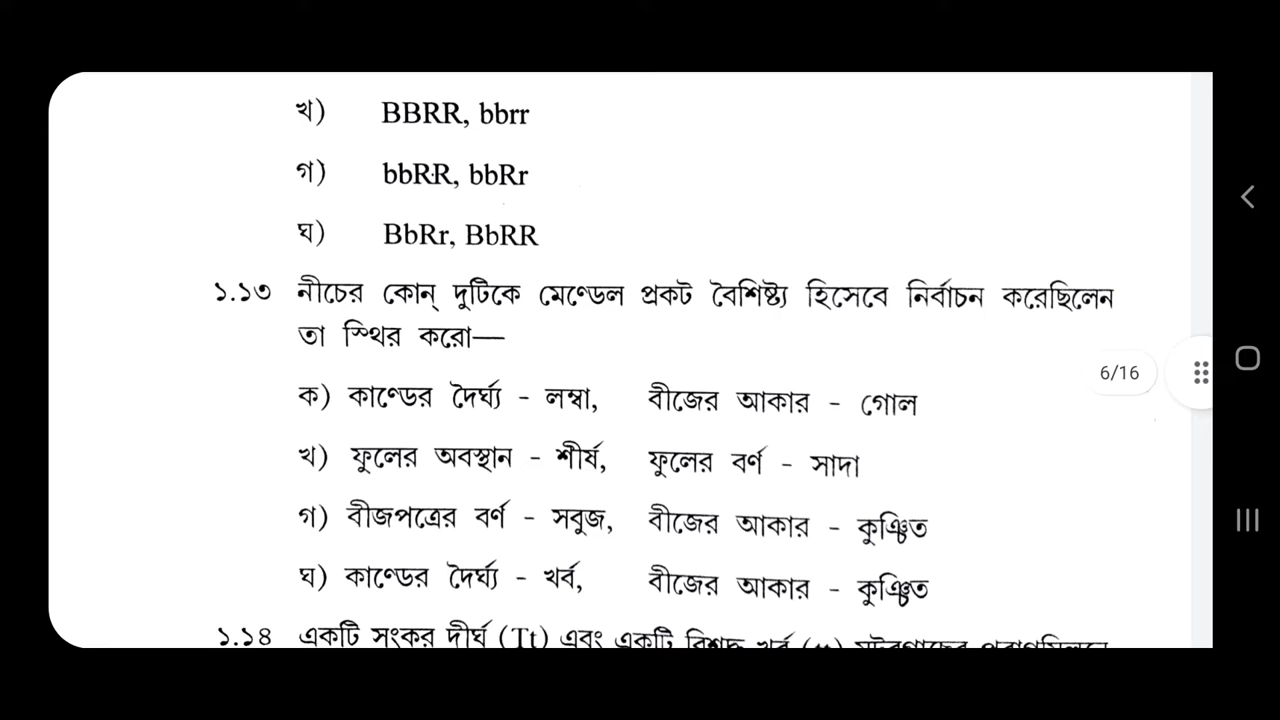 খ) BBRR, bbrr
গ) bbRR, bbRr
ঘ) BbRr, BbRR
১.১৩ নীচের কোন্ দুটিকে মেণ্ডেল প্রকট বৈশিষ্ট্য হিসেবে নির্বাচন করেছিলেন
তা স্থির করো—
6/16
ক) কাণ্ডের দৈর্ঘ্য - লম্বা, বীজের আকার - গোল
খ) ফুলের অবস্থান - শীর্ষ, ফুলের বর্ণ - সাদা
গ) বীজপত্রের বর্ণ - সবুজ, বীজের আকার - কুঞ্চিত
ঘ) কাণ্ডের দৈর্ঘ্য - খর্ব, বীজের আকার - কুঞ্চিত
১.১৪ একটি সংকর দীর্ঘ (Tt) এবং একটি বিশুদ্ধ খর্ব